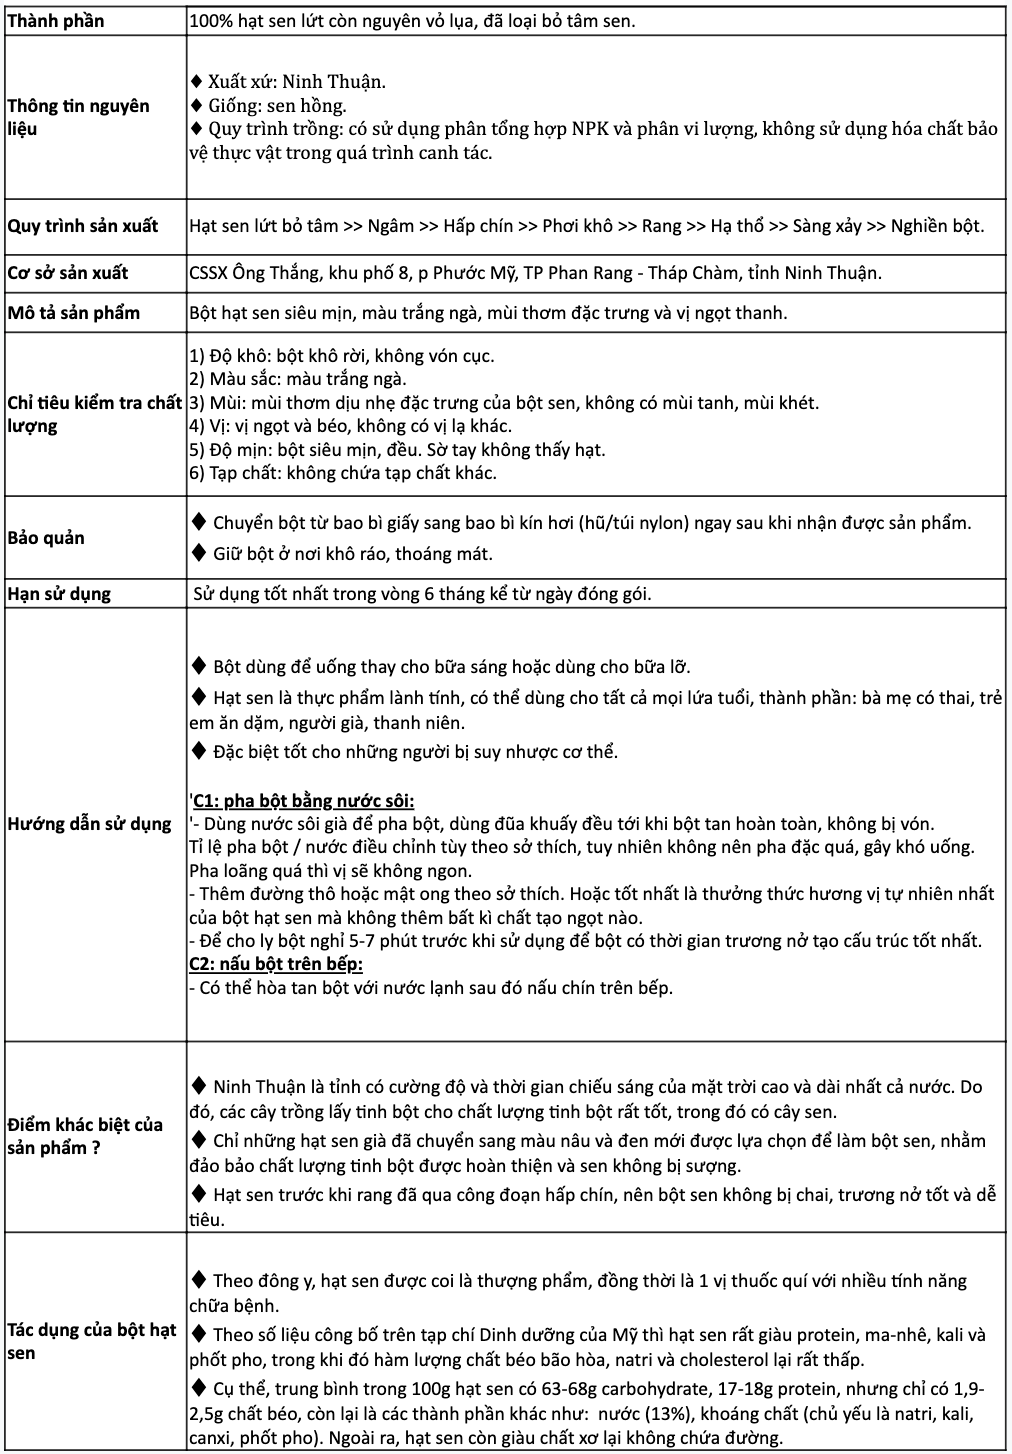 Thành phần
100% hạt sen lứt còn nguyên vỏ lụa, đã loại bỏ tâm sen.
Thông tin nguyên
liệu
♦ Xuất xứ: Ninh Thuận.
♦ Giống: sen hồng.
♦ Quy trình trồng: có sử dụng phân tổng hợp NPK và phân vi lượng, không sử dụng hóa chất bảo
vệ thực vật trong quá trình canh tác.
Quy trình sản xuất
Hạt sen lứt bỏ tâm >> Ngâm >> Hấp chín >> Phơi khô >> Rang >> Hạ thổ >> Sàng xảy >> Nghiền bột.
Cơ sở sản xuất
CSSX Ông Thắng, khu phố 8, p Phước Mỹ, TP Phan Rang - Tháp Chàm, tỉnh Ninh Thuận.
Mô tả sản phẩm
Bột hạt sen siêu mịn, màu trắng ngà, mùi thơm đặc trưng và vị ngọt thanh.
Chỉ tiêu kiểm tra chất
lượng
1) Độ khô: bột khô rời, không vón cục.
2) Màu sắc: màu trắng ngà.
3) Mùi: mùi thơm dịu nhẹ đặc trưng của bột sen, không có mùi tanh, mùi khét.
4) Vị: vị ngọt và béo, không có vị lạ khác.
5) Độ mịn: bột siêu mịn, đều. Sờ tay không thấy hạt.
6) Tạp chất: không chứa tạp chất khác.
Bảo quản
♦ Chuyển bột từ bao bì giấy sang bao bì kín hơi (hũ/túi nylon) ngay sau khi nhận được sản phẩm.
♦ Giữ bột ở nơi khô ráo, thoáng mát.
Hạn sử dụng
Sử dụng tốt nhất trong vòng 6 tháng kể từ ngày đóng gói.
Hướng dẫn sử dụng
♦ Bột dùng để uống thay cho bữa sáng hoặc dùng cho bữa lỡ.
♦ Hạt sen là thực phẩm lành tính, có thể dùng cho tất cả mọi lứa tuổi, thành phần: bà mẹ có thai, trẻ
em ăn dặm, người già, thanh niên.
♦ Đặc biệt tốt cho những người bị suy nhược cơ thể.
'C1: pha bột bằng nước sôi:
'- Dùng nước sôi già để pha bột, dùng đũa khuấy đều tới khi bột tan hoàn toàn, không bị vón.
Tỉ lệ pha bột / nước điều chỉnh tùy theo sở thích, tuy nhiên không nên pha đặc quá, gây khó uống.
Pha loãng quá thì vị sẽ không ngon.
- Thêm đường thô hoặc mật ong theo sở thích. Hoặc tốt nhất là thưởng thức hương vị tự nhiên nhất
của bột hạt sen mà không thêm bất kì chất tạo ngọt nào.
- Để cho ly bột nghỉ 5-7 phút trước khi sử dụng để bột có thời gian trương nở tạo cấu trúc tốt nhất.
C2: nấu bột trên bếp:
- Có thể hòa tan bột với nước lạnh sau đó nấu chín trên bếp.
Điểm khác biệt của
sản phẩm ?
♦ Ninh Thuận là tỉnh có cường độ và thời gian chiếu sáng của mặt trời cao và dài nhất cả nước. Do
đó, các cây trồng lấy tinh bột cho chất lượng tinh bột rất tốt, trong đó có cây sen.
♦ Chỉ những hạt sen già đã chuyển sang màu nâu và đen mới được lựa chọn để làm bột sen, nhằm
đảo bảo chất lượng tinh bột được hoàn thiện và sen không bị sượng.
♦ Hạt sen trước khi rang đã qua công đoạn hấp chín, nên bột sen không bị chai, trương nở tốt và dễ
tiêu.
Tác dụng của bột hạt
sen
♦ Theo đông y, hạt sen được coi là thượng phẩm, đồng thời là 1 vị thuốc quí với nhiều tính năng
chữa bệnh.
♦ Theo số liệu công bố trên tạp chí Dinh dưỡng của Mỹ thì hạt sen rất giàu protein, ma-nhê, kali và
phốt pho, trong khi đó hàm lượng chất béo bão hòa, natri và cholesterol lại rất thấp.
♦ Cụ thể, trung bình trong 100g hạt sen có 63-68g carbohydrate, 17-18g protein, nhưng chỉ có 1,9-
2,5g chất béo, còn lại là các thành phần khác như: nước (13%), khoáng chất (chủ yếu là natri, kali,
canxi, phốt pho). Ngoài ra, hạt sen còn giàu chất xơ lại không chứa đường.